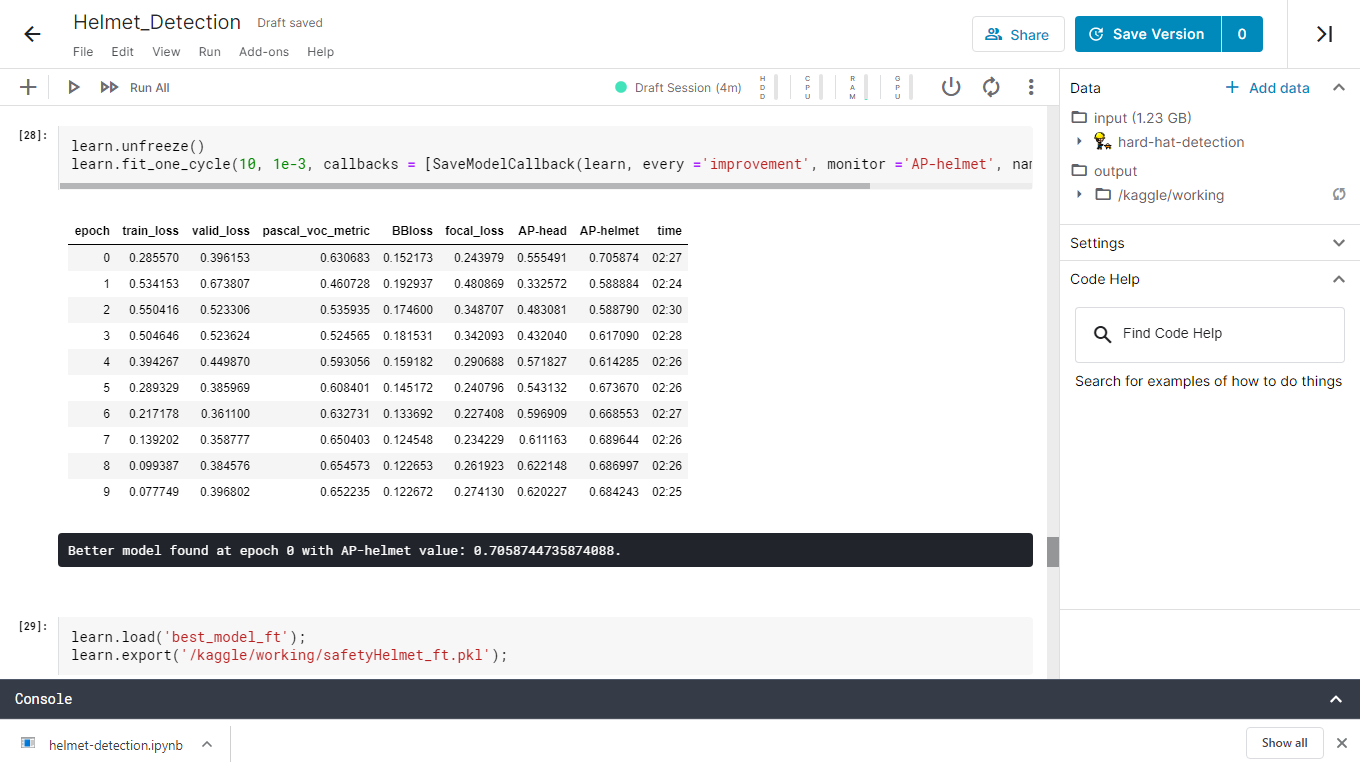 Helmet_Detection Draft saved
File Edit View Run Add-ons Help
Share
Save Version 0
Run All
Draft Session (4m)
HDD
CPU
RAM
GPU
[28]:
learn.unfreeze()
learn.fit_one_cycle(10, 1e-3, callbacks = [SaveModelCallback(learn, every ='improvement', monitor ='AP-helmet', nam
epoch train_loss valid_loss pascal_voc_metric BBloss focal_loss AP-head AP-helmet time
0 0.285570 0.396153 0.630683 0.152173 0.243979 0.555491 0.705874 02:27
1 0.534153 0.673807 0.460728 0.192937 0.480869 0.332572 0.588884 02:24
2 0.550416 0.523306 0.535935 0.174600 0.348707 0.483081 0.588790 02:30
3 0.504646 0.523624 0.524565 0.181531 0.342093 0.432040 0.617090 02:28
4 0.394267 0.449870 0.593056 0.159182 0.290688 0.571827 0.614285 02:26
5 0.289329 0.385969 0.608401 0.145172 0.240796 0.543132 0.673670 02:26
6 0.217178 0.361100 0.632731 0.133692 0.227408 0.596909 0.668553 02:27
7 0.139202 0.358777 0.650403 0.124548 0.234229 0.611163 0.689644 02:26
8 0.099387 0.384576 0.654573 0.122653 0.261923 0.622148 0.686997 02:26
9 0.077749 0.396802 0.652235 0.122672 0.274130 0.620227 0.684243 02:25
Better model found at epoch 0 with AP-helmet value: 0.7058744735874088.
[29]:
learn.load('best_model_ft');
learn.export('/kaggle/working/safetyHelmet_ft.pkl');
Data
Add data
input (1.23 GB)
hard-hat-detection
output
/kaggle/working
Settings
Code Help
Find Code Help
Search for examples of how to do things
Console
helmet-detection.ipynb
Show all